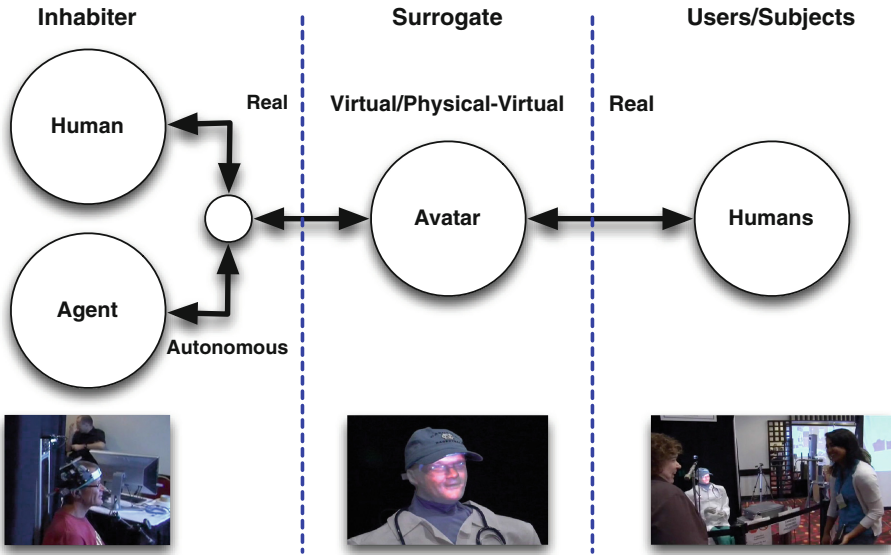 Inhabiter
Surrogate
Users/Subjects
Real
Virtual/Physical-Virtual
Real
Human
Avatar
Humans
Agent
Autonomous